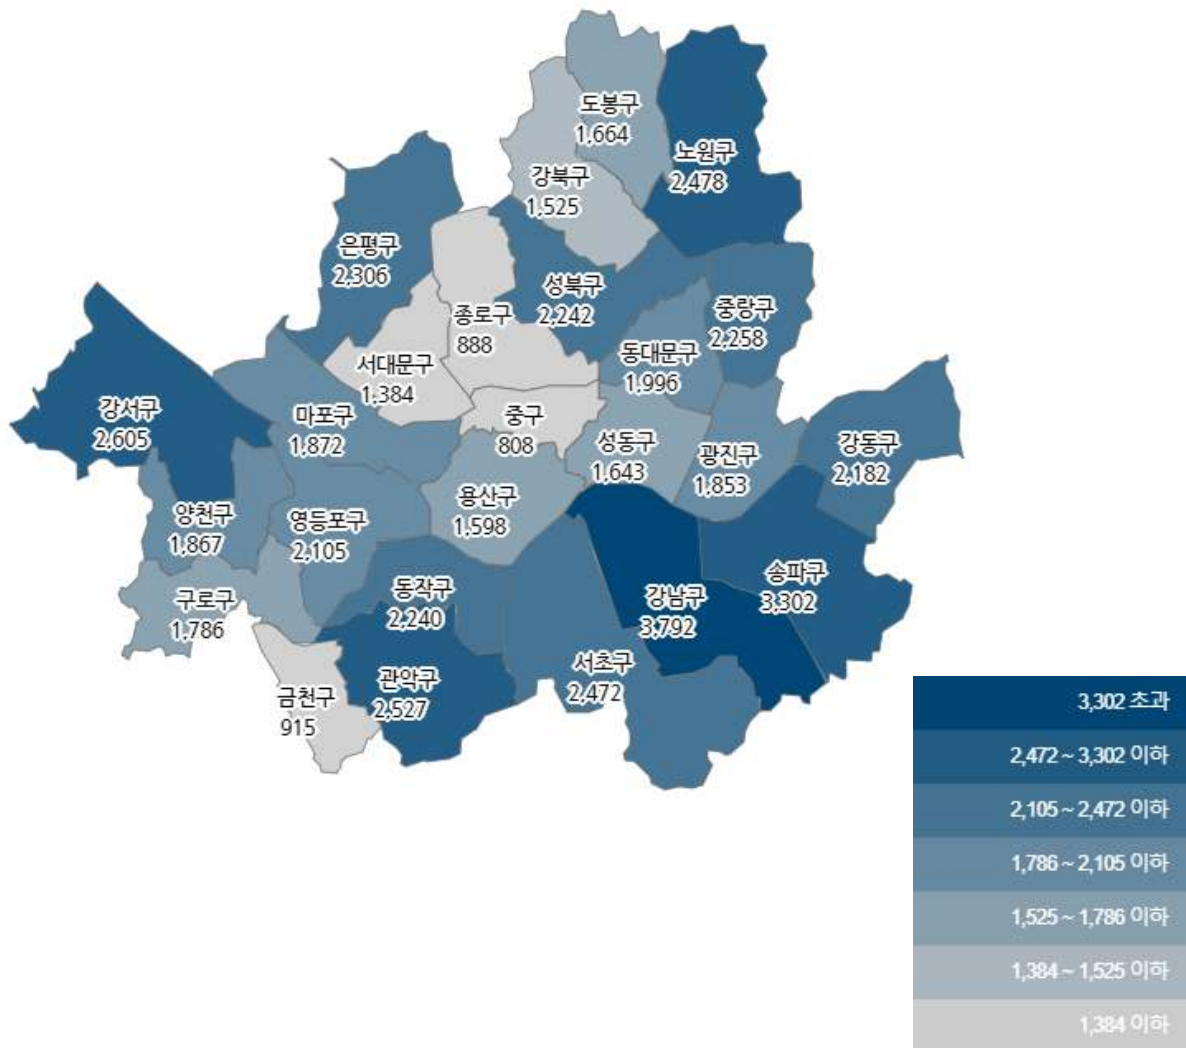 도봉구
1,664
노원구
2,478
강북구
1,525
은평구
2,306
성북구
2,242
종로구
888
중랑구
2,258
서대문구
1,384
동대문구
1,996
강서구
2,605
마포구
1,872
중구
808
성동구
1,643
광진구
1,853
강동구
2,182
양천구
1,867
영등포구
2,105
용산구
1,598
구로구
1,786
동작구
2,240
강남구
3,792
송파구
3,302
금천구
915
관악구
2,527
서초구
2,472
3,302 초과
2,472 ~ 3,302 이하
2,105 ~ 2,472 이하
1,786 ~ 2,105 이하
1,525 ~ 1,786 이하
1,384 ~ 1,525 이하
1,384 이하